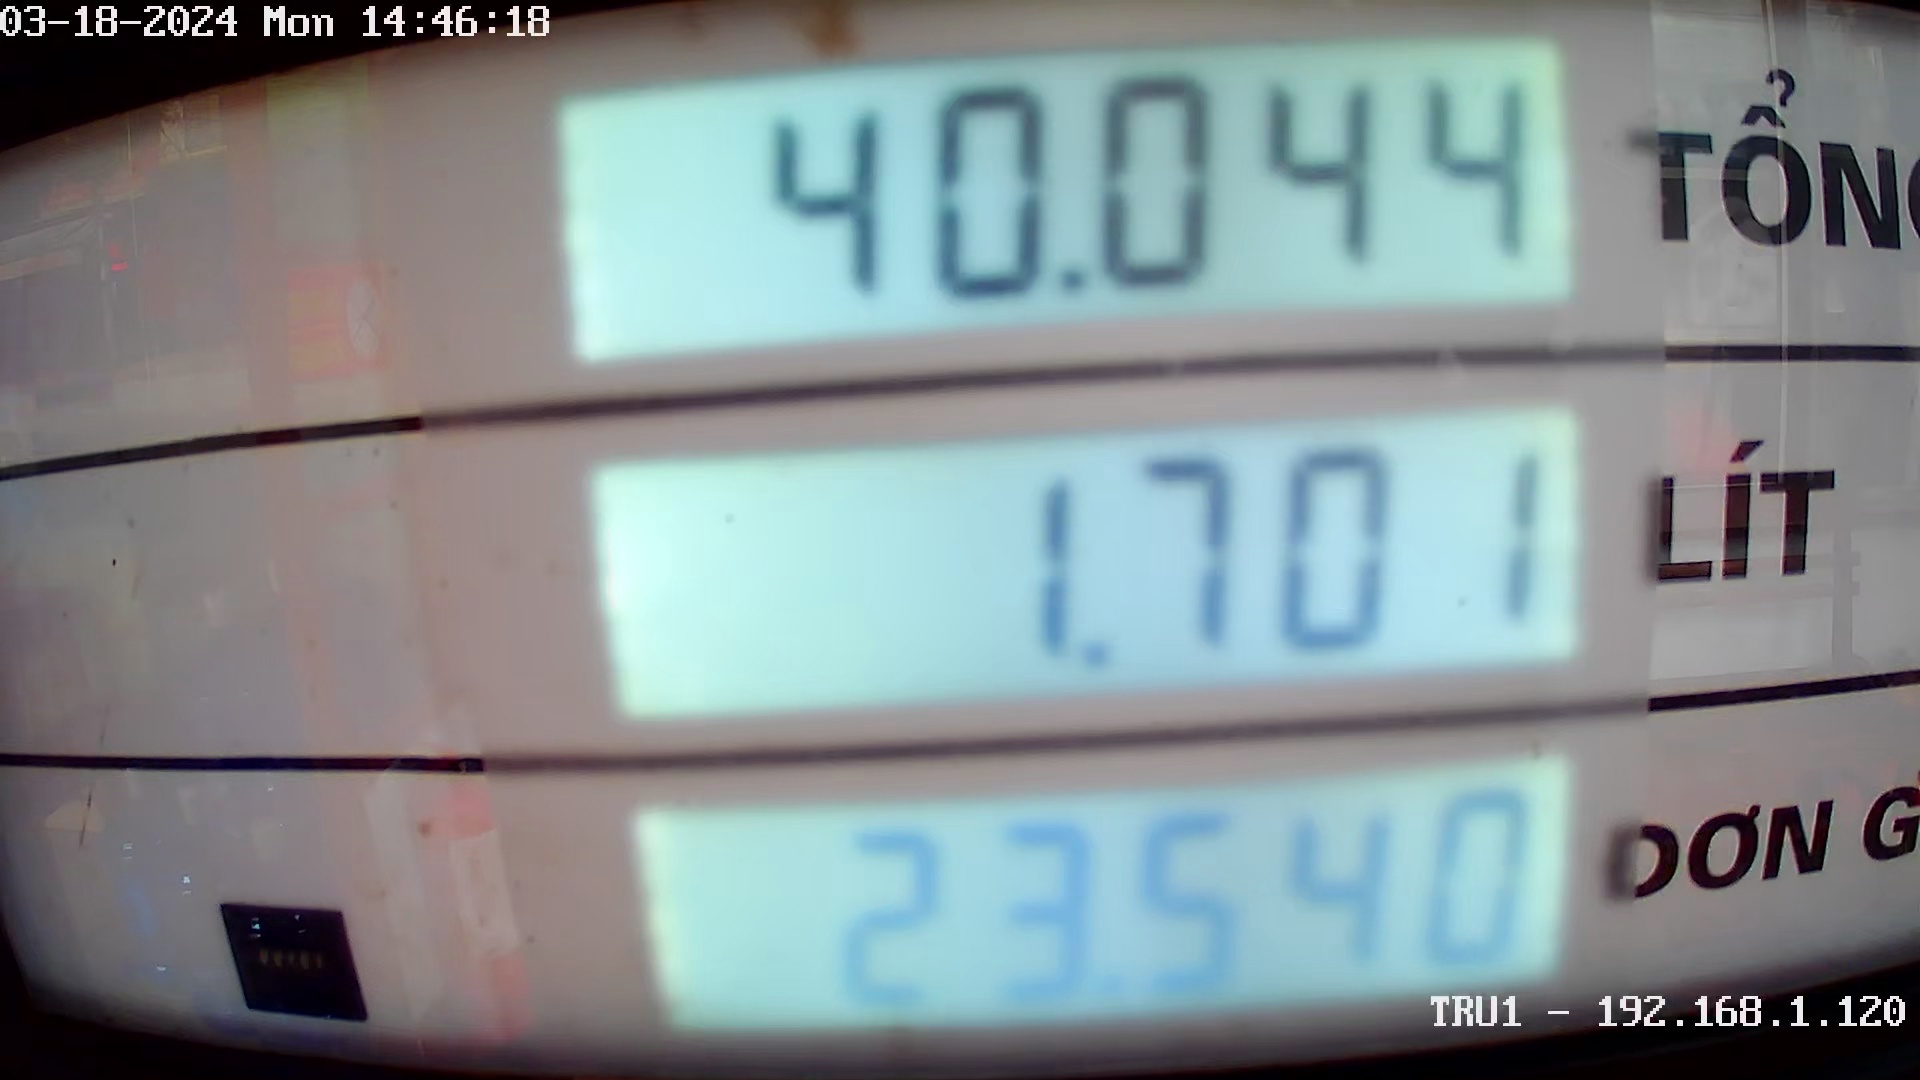 03-18-2024 Mon 14:46:18
40.044
TỔNG
1.701
LÍT
23.540
ĐƠN G
TRU1 - 192.168.1.120